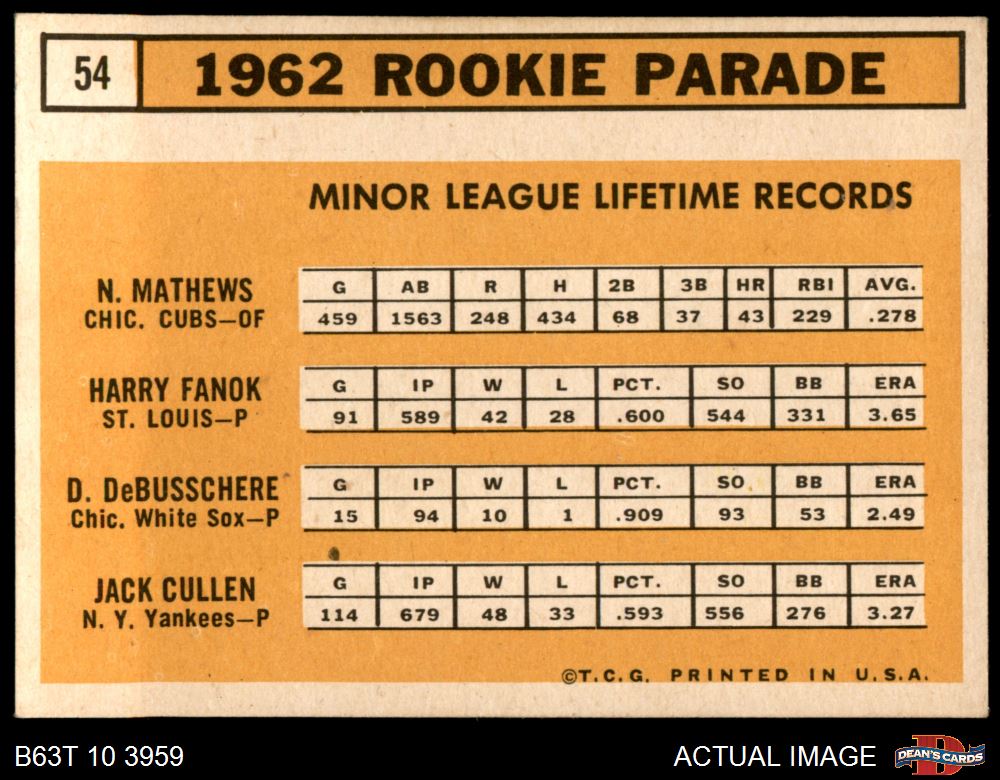 54
1962 ROOKIE PARADE
MINOR LEAGUE LIFETIME RECORDS
N. MATHEWS
CHIC. CUBS—OF
G AB R H 2B 3B HR RBI AVG.
459 1563 248 434 68 37 43 229 .278
HARRY FANOK
ST. LOUIS—P
G IP W L PCT. SO BB ERA
91 589 42 28 .600 544 331 3.65
D. DeBUSSCHERE
Chic. White Sox—P
G IP W L PCT. SO BB ERA
15 94 10 1 .909 93 53 2.49
JACK CULLEN
N. Y. Yankees—P
G IP W L PCT. SO BB ERA
114 679 48 33 .593 556 276 3.27
©T.C.G. PRINTED IN U.S.A.
B63T 10 3959
ACTUAL IMAGE
D
DEAN'S CARDS